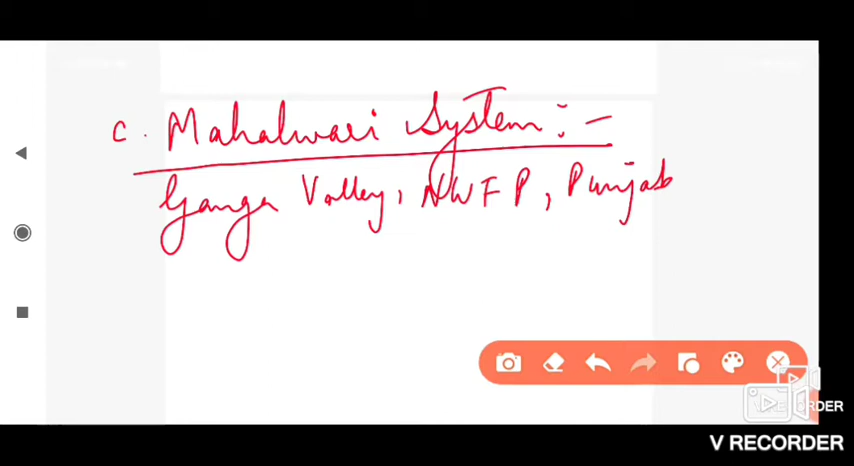 C. Mahalwari System :-
Ganga Valley, NWFP, Punjab
V RECORDER